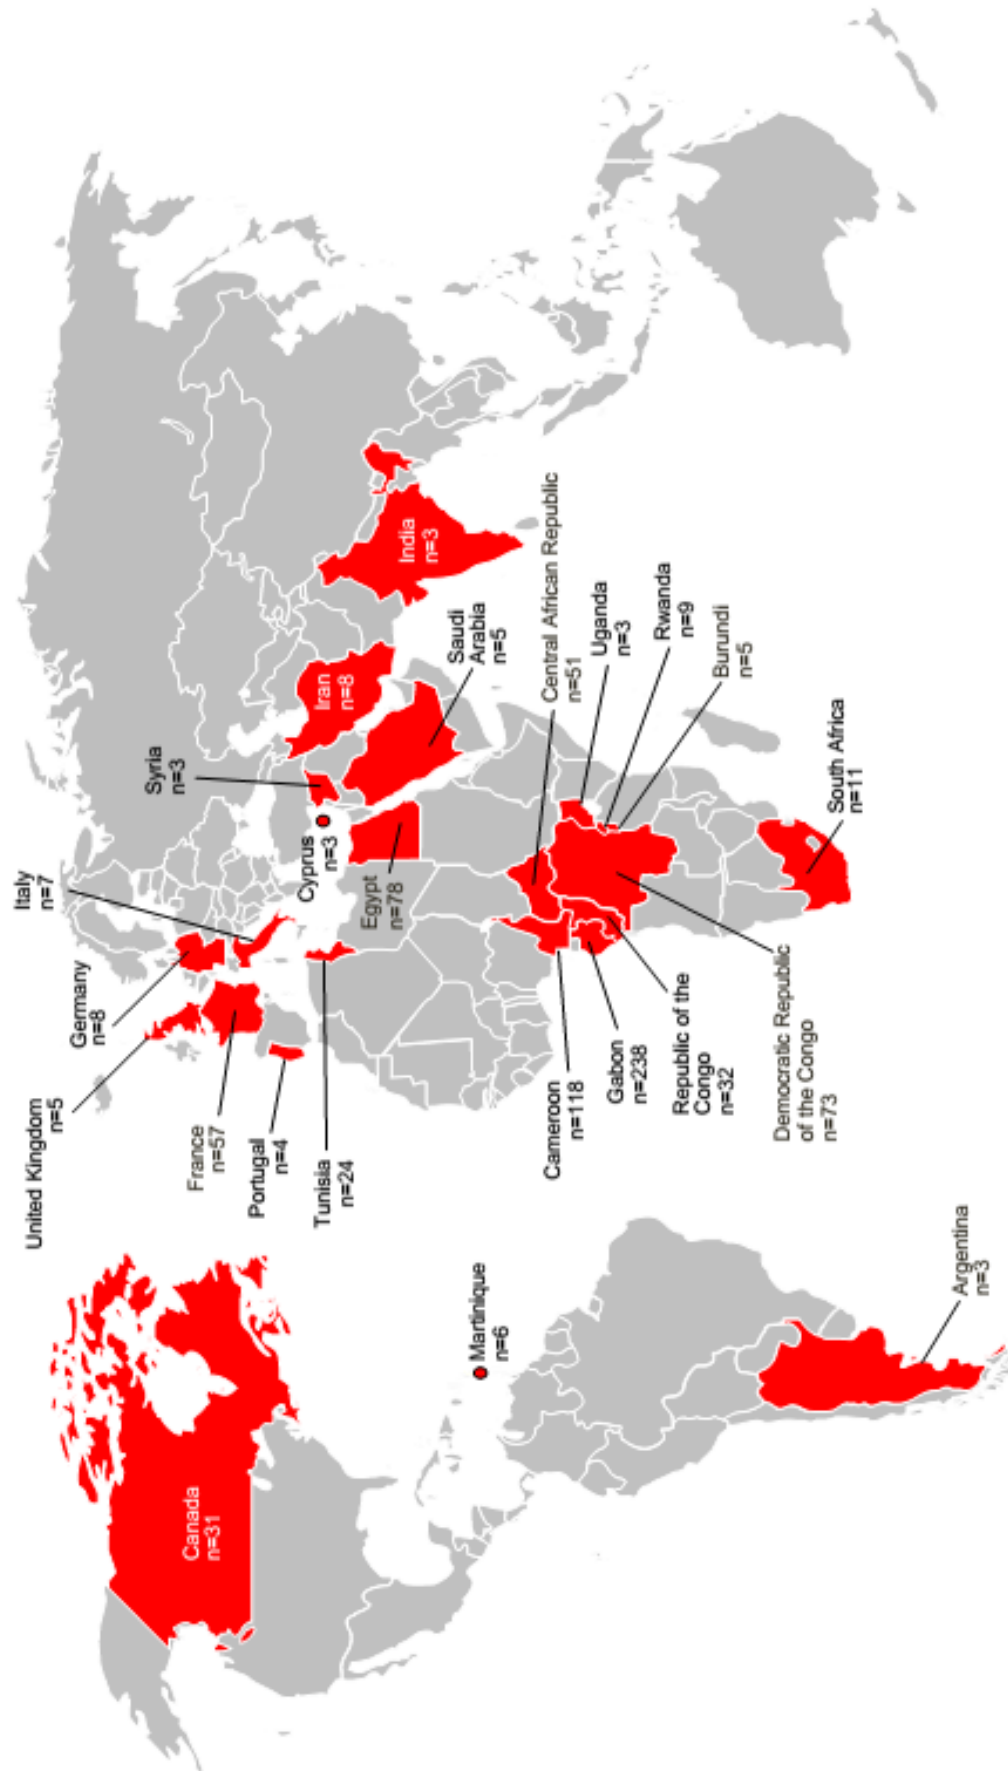 Canada
n=31
Martinique
n=6
Argentina
n=3
United Kingdom
n=5
Germany
n=8
Italy
n=7
France
n=57
Portugal
n=4
Tunisia
n=24
Syria
n=3
Cyprus
n=3
Egypt
n=78
Iran
n=8
Saudi
Arabia
n=5
India
n=3
Central African Republic
n=51
Uganda
n=3
Rwanda
n=9
Burundi
n=5
Cameroon
n=118
Gabon
n=238
Republic of the
Congo
n=32
Democratic Republic
of the Congo
n=73
South Africa
n=11